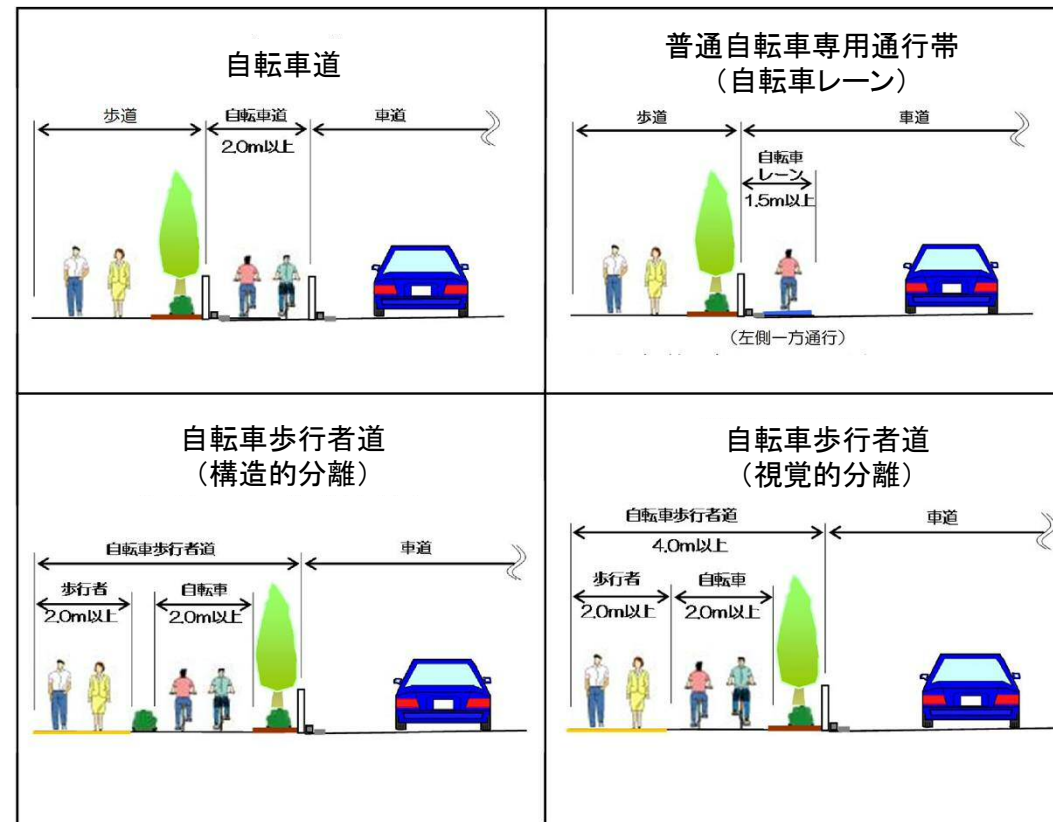 自転車道
歩道
自転車道
車道
2.0m以上
普通自転車専用通行帯
（自転車レーン）
歩道
車道
自転車
レーン
1.5m以上
（左側一方通行）
自転車歩行者道
（構造的分離）
自転車歩行者道
車道
歩行者
自転車
2.0m以上
2.0m以上
自転車歩行者道
（視覚的分離）
自転車歩行者道
車道
4.0m以上
歩行者
自転車
2.0m以上
2.0m以上